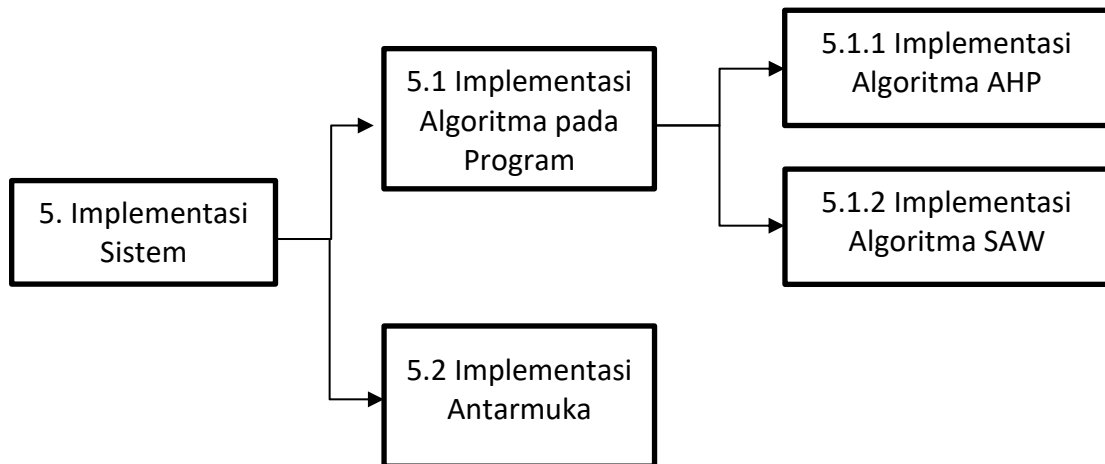 5. Implementasi
Sistem
5.1 Implementasi
Algoritma pada
Program
5.1.1 Implementasi
Algoritma AHP
5.1.2 Implementasi
Algoritma SAW
5.2 Implementasi
Antarmuka